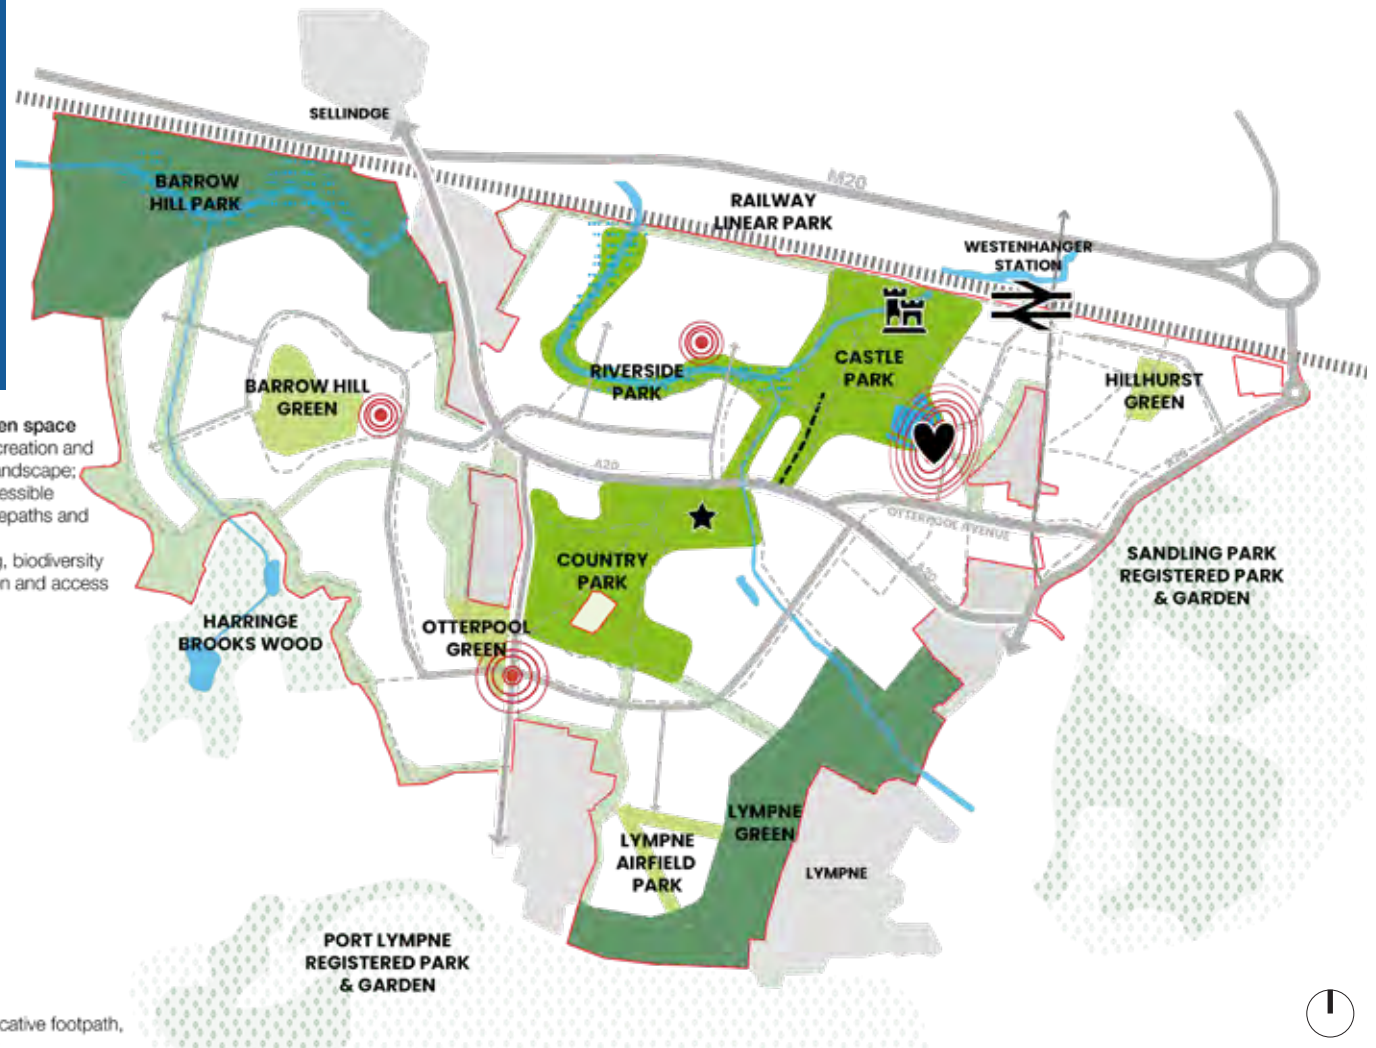 SELLINDGE
M20
BARROW
HILL PARK
RAILWAY
LINEAR PARK
WESTENHANGER
STATION
CASTLE
PARK
RIVERSIDE
PARK
BARROW HILL
GREEN
HILLHURST
GREEN
en space
creation and
andscape;
essible
epaths and
g, biodiversity
n and access
A20
A20
OTTERPOOL AVENUE
A20
COUNTRY
PARK
SANDLING PARK
REGISTERED PARK
& GARDEN
HARRINGE
BROOKS WOOD
OTTERPOOL
GREEN
LYMPNE
GREEN
LYMPNE
AIRFIELD
PARK
LYMPNE
PORT LYMPNE
REGISTERED PARK
& GARDEN
cative footpath,